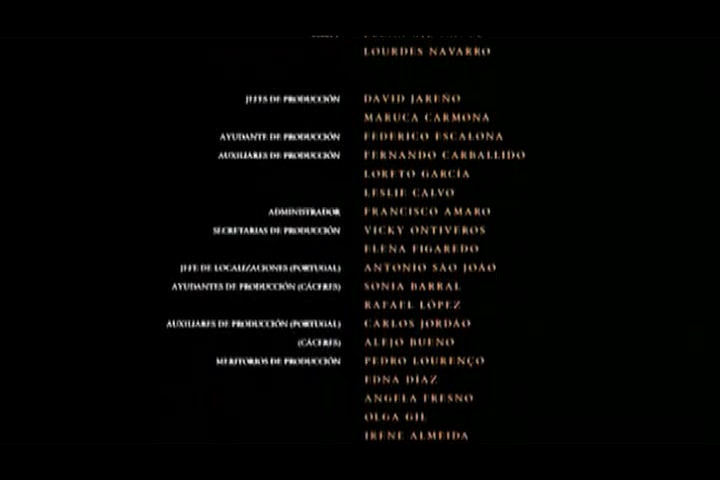 LOURDES NAVARRO
JEFES DE PRODUCCIÓN DAVID JAREÑO
MARUCA CARMONA
AYUDANTE DE PRODUCCIÓN FEDERICO ESCALONA
AUXILIARES DE PRODUCCIÓN FERNANDO CARBALLIDO
LORETO GARCÍA
LESLIE CALVO
ADMINISTRADOR FRANCISCO AMARO
SECRETARIAS DE PRODUCCIÓN VICKY ONTIVEROS
ELENA FIGAREDO
JEFE DE LOCALIZACIONES (PORTUGAL) ANTONIO SÃO JOÃO
AYUDANTES DE PRODUCCIÓN (CÁCERES) SONIA BARRAL
RAFAEL LÓPEZ
AUXILIARES DE PRODUCCIÓN (PORTUGAL) CARLOS JORDÃO
(CÁCERES) ALEJO BUENO
MERITORIOS DE PRODUCCIÓN PEDRO LOURENÇO
EDNA DÍAZ
ANGELA FRESNO
OLGA GIL
IRENE ALMEIDA